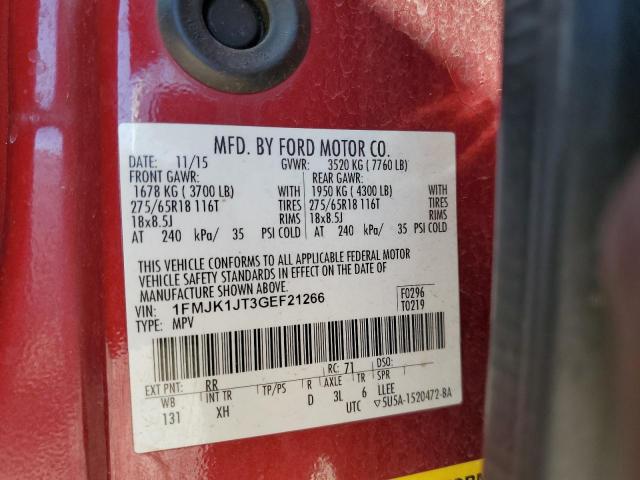 MFD. BY FORD MOTOR CO.
DATE: 11/15 GVWR: 3520 KG ( 7760 LB)
FRONT GAWR: REAR GAWR:
1678 KG ( 3700 LB) WITH 1950 KG ( 4300 LB) WITH
275/65R18 116T TIRES 275/65R18 116T TIRES
18x8.5J RIMS 18x8.5J RIMS
AT 240 kPa/ 35 PSI COLD AT 240 kPa/ 35 PSI COLD
THIS VEHICLE CONFORMS TO ALL APPLICABLE FEDERAL MOTOR
VEHICLE SAFETY STANDARDS IN EFFECT ON THE DATE OF
MANUFACTURE SHOWN ABOVE.
VIN: 1FMJK1JT3GEF21266 F0296
TYPE: MPV T0219
EXT PNT: RR RC: 71 DSO:
WB INT TR TP/PS R AXLE TR SPR
131 XH D 3L 6 LLEE
UTC ▽5U5A-1520472-BA